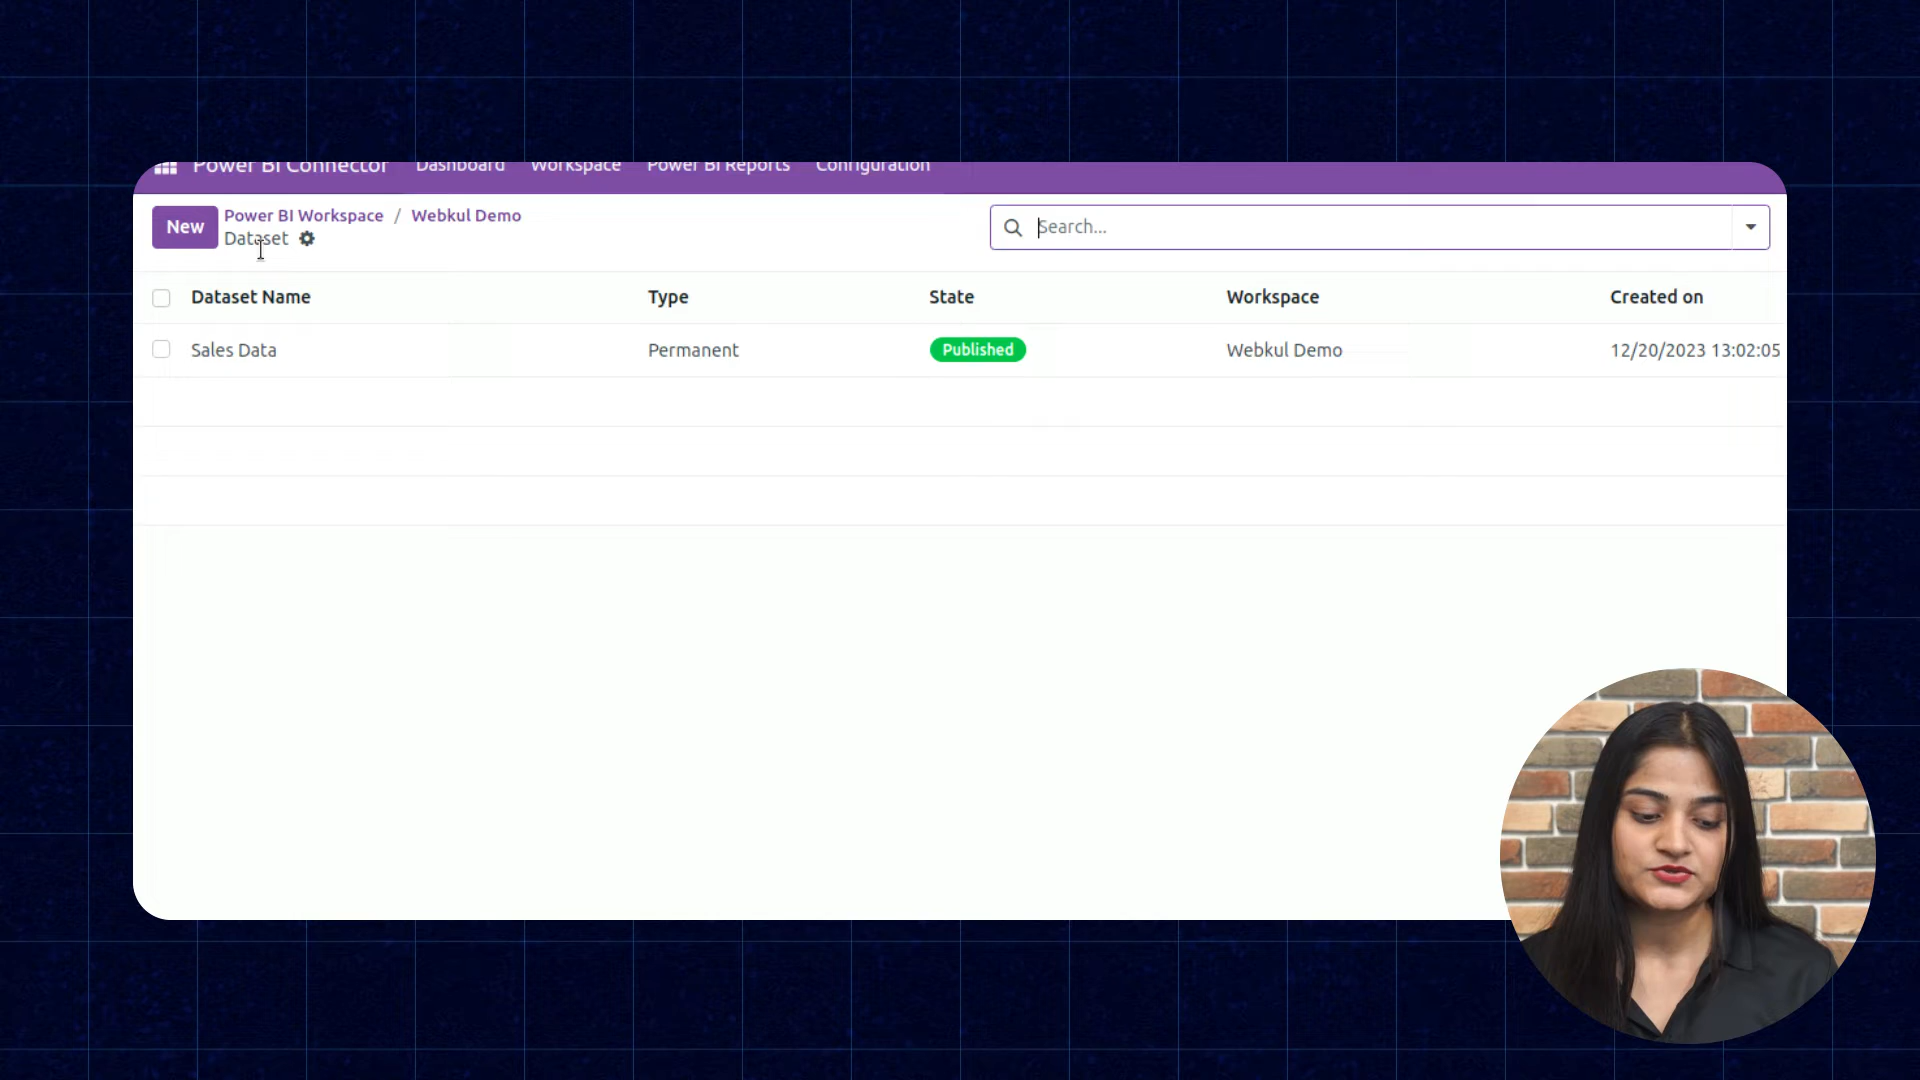 Power BI Connector Dashboard Workspace Power BI Reports Configuration
New Power BI Workspace / Webkul Demo
Dataset
Search...
Dataset Name Type State Workspace Created on
Sales Data Permanent Published Webkul Demo 12/20/2023 13:02:05